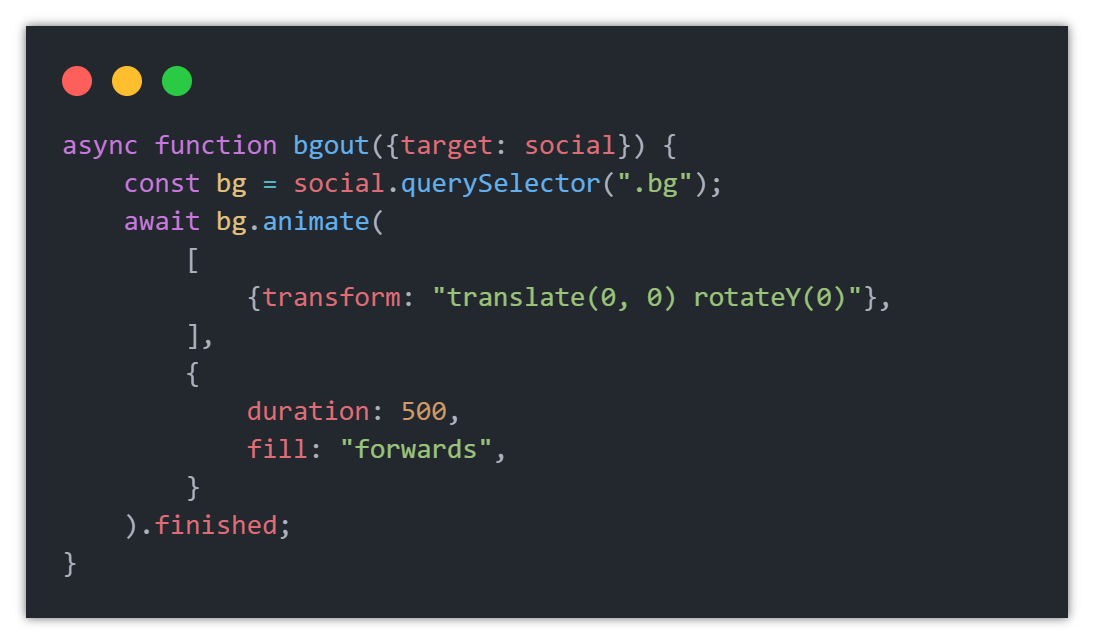 async function bgout({target: social}) {
    const bg = social.querySelector(".bg");
    await bg.animate(
        [
            {transform: "translate(0, 0) rotateY(0)"},
        ],
        {
            duration: 500,
            fill: "forwards",
        }
    ).finished;
}